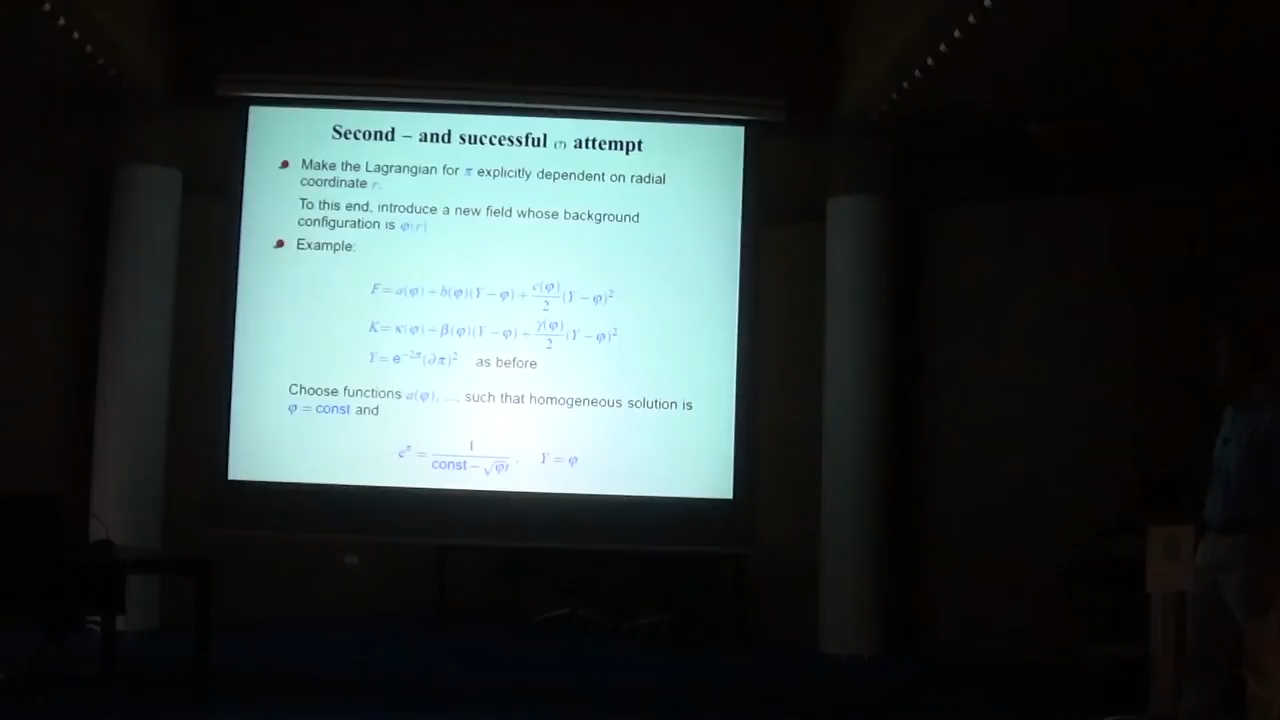 Second – and successful (?) attempt
Make the Lagrangian for π explicitly dependent on radial
coordinate r.
To this end, introduce a new field whose background
configuration is φ(r)
Example:
F = a(φ) + b(φ)(Y − φ) + c(φ)/2 (Y − φ)²
K = κ(φ) + β(φ)(Y − φ) + γ(φ)/2 (Y − φ)²
Y = e^{−2π}(∂π)² as before
Choose functions a(φ), ..., such that homogeneous solution is
φ = const and
e^π = 1/(const − √φt) , Y = φ